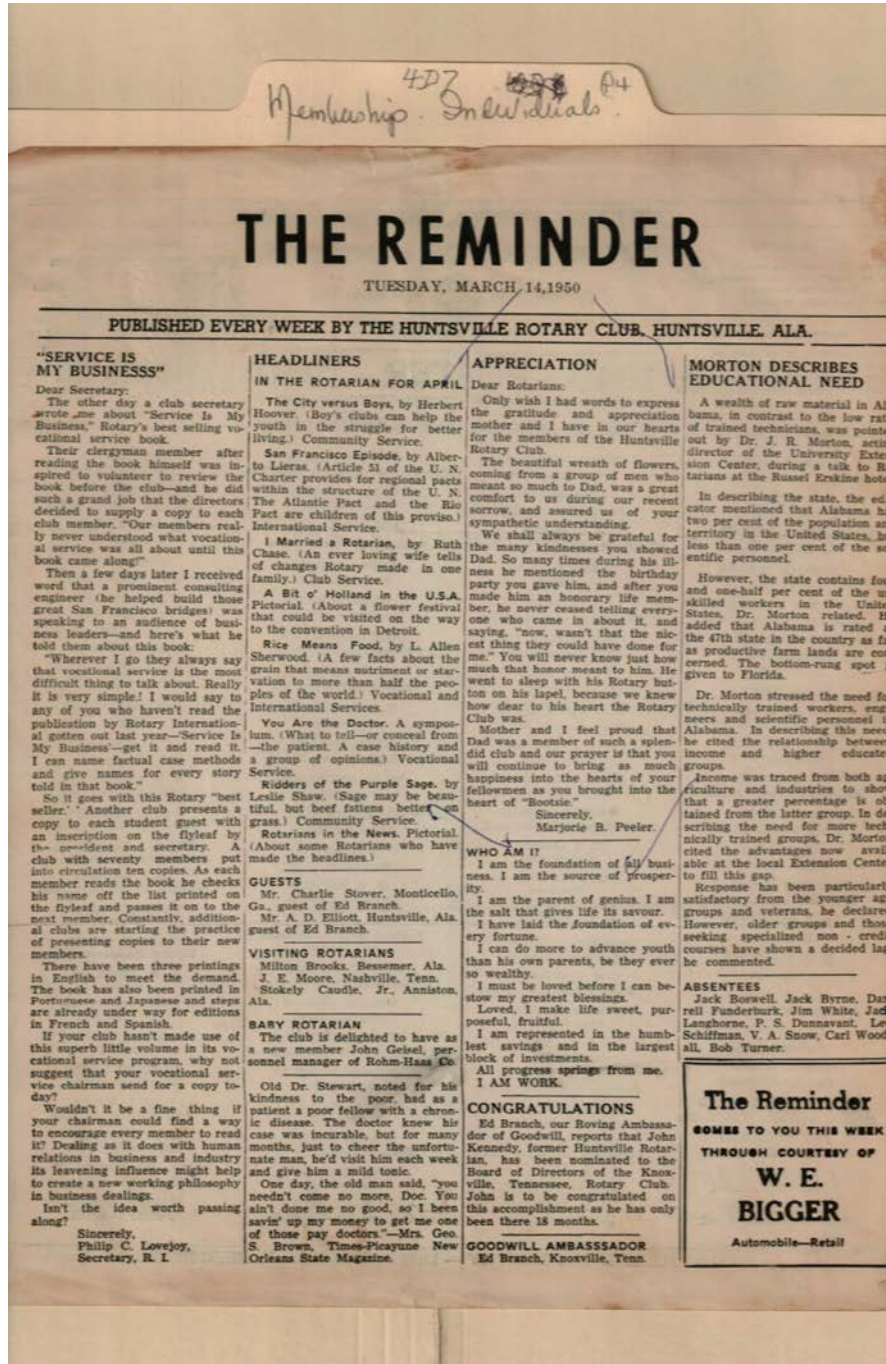 4D7 P4
Membership. Individuals.
THE REMINDER
TUESDAY, MARCH 14,1950
PUBLISHED EVERY WEEK BY THE HUNTSVILLE ROTARY CLUB, HUNTSVILLE, ALA.
"SERVICE IS
MY BUSINESSS"
Dear Secretary:
The other day a club secretary
wrote me about "Service Is My
Business," Rotary's best selling vo-
cational service book.
Their clergyman member after
reading the book himself was in-
spired to volunteer to review the
book before the club—and he did
such a grand job that the directors
decided to supply a copy to each
club member. "Our members real-
ly never understood what vocation-
al service was all about until this
book came along!"
Then a few days later I received
word that a prominent consulting
engineer (he helped build those
great San Francisco bridges) was
speaking to an audience of busi-
ness leaders—and here's what he
told them about this book:
"Wherever I go they always say
that vocational service is the most
difficult thing to talk about. Really
it is very simple! I would say to
any of you who haven't read the
publication by Rotary Internation-
al gotten out last year—'Service Is
My Business'—get it and read it.
I can name factual case methods
and give names for every story
told in that book."
So it goes with this Rotary "best
seller.' Another club presents a
copy to each student guest with
an inscription on the flyleaf by
the president and secretary. A
club with seventy members put
into circulation ten copies. As each
member reads the book he checks
his name off the list printed on
the flyleaf and passes it on to the
next member. Constantly, addition-
al clubs are starting the practice
of presenting copies to their new
members.
There have been three printings
in English to meet the demand.
The book has also been printed in
Portuguese and Japanese and steps
are already under way for editions
in French and Spanish.
If your club hasn't made use of
this superb little volume in its vo-
cational service program, why not
suggest that your vocational ser-
vice chairman send for a copy to-
day?
Wouldn't it be a fine thing if
your chairman could find a way
to encourage every member to read
it? Dealing as it does with human
relations in business and industry
its leavening influence might help
to create a new working philosophy
in business dealings.
Isn't the idea worth passing
along?
Sincerely,
Philip C. Lovejoy,
Secretary, R. I.
HEADLINERS
IN THE ROTARIAN FOR APRIL
The City versus Boys, by Herbert
Hoover. (Boy's clubs can help the
youth in the struggle for better
living.) Community Service.
San Francisco Episode, by Alber-
to Lieras. (Article 51 of the U. N.
Charter provides for regional pacts
within the structure of the U. N.
The Atlantic Pact and the Rio
Pact are children of this proviso.)
International Service.
I Married a Rotarian, by Ruth
Chase. (An ever loving wife tells
of changes Rotary made in one
family.) Club Service.
A Bit o' Holland in the U.S.A.
Pictorial. (About a flower festival
that could be visited on the way
to the convention in Detroit.
Rice Means Food, by L. Allen
Sherwood. (A few facts about the
grain that means nutriment or star-
vation to more than half the peo-
ples of the world.) Vocational and
International Services.
You Are the Doctor. A sympos-
ium. (What to tell—or conceal from
—the patient. A case history and
a group of opinions.) Vocational
Service.
Ridders of the Purple Sage, by
Leslie Shaw. (Sage may be beau-
tiful, but beef fattens better on
grass.) Community Service.
Rotarians in the News. Pictorial.
(About some Rotarians who have
made the headlines.)
GUESTS
Mr. Charlie Stover, Monticello,
Ga., guest of Ed Branch.
Mr. A. D. Elliott, Huntsville, Ala.
guest of Ed Branch.
VISITING ROTARIANS
Milton Brooks, Bessemer, Ala.
J. E. Moore, Nashville, Tenn.
Stokely Caudle, Jr., Anniston,
Ala.
BABY ROTARIAN
The club is delighted to have as
a new member John Geisel, per-
sonnel manager of Rohm-Haas Co.
Old Dr. Stewart, noted for his
kindness to the poor, had as a
patient a poor fellow with a chron-
ic disease. The doctor knew his
case was incurable, but for many
months, just to cheer the unfortu-
nate man, he'd visit him each week
and give him a mild tonic.
One day, the old man said, "you
needn't come no more, Doc. You
ain't done me no good, so I been
savin' up my money to get me one
of those pay doctors."—Mrs. Geo.
S. Brown, Times-Picayune New
Orleans State Magazine.
APPRECIATION
Dear Rotarians:
Only wish I had words to express
the gratitude and appreciation
mother and I have in our hearts
for the members of the Huntsville
Rotary Club.
The beautiful wreath of flowers,
coming from a group of men who
meant so much to Dad, was a great
comfort to us during our recent
sorrow, and assured us of your
sympathetic understanding.
We shall always be grateful for
the many kindnesses you showed
Dad. So many times during his ill-
ness he mentioned the birthday
party you gave him, and after you
made him an honorary life mem-
ber, he never ceased telling every-
one who came in about it, and
saying, "now, wasn't that the nic-
est thing they could have done for
me." You will never know just how
much that honor meant to him. He
went to sleep with his Rotary but-
ton on his lapel, because we knew
how dear to his heart the Rotary
Club was.
Mother and I feel proud that
Dad was a member of such a splen-
did club and our prayer is that you
will continue to bring as much
happiness into the hearts of your
fellowmen as you brought into the
heart of "Bootsie."
Sincerely,
Marjorie B. Peeler.
WHO AM I?
I am the foundation of all busi-
ness. I am the source of prosper-
ity.
I am the parent of genius. I am
the salt that gives life its savour.
I have laid the foundation of ev-
ery fortune.
I can do more to advance youth
than his own parents, be they ever
so wealthy.
I must be loved before I can be-
stow my greatest blessings.
Loved, I make life sweet, pur-
poseful, fruitful.
I am represented in the humb-
lest savings and in the largest
block of investments.
All progress springs from me.
I AM WORK.
CONGRATULATIONS
Ed Branch, our Roving Ambassa-
dor of Goodwill, reports that John
Kennedy, former Huntsville Rotar-
ian, has been nominated to the
Board of Directors of the Knox-
ville, Tennessee, Rotary Club.
John is to be congratulated on
this accomplishment as he has only
been there 18 months.
GOODWILL AMBASSSADOR
Ed Branch, Knoxville, Tenn.
MORTON DESCRIBES
EDUCATIONAL NEED
A wealth of raw material in Al
bama, in contrast to the low rat
of trained technicians, was pointe
out by Dr. J. R. Morton, actin
director of the University Exte
sion Center, during a talk to R
tarians at the Russel Erskine hote
In describing the state, the ed
cator mentioned that Alabama h
two per cent of the population a
territory in the United States, b
less than one per cent of the s
entific personnel.
However, the state contains fo
and one-half per cent of the u
skilled workers in the Unite
States, Dr. Morton related. H
added that Alabama is rated a
the 47th state in the country as f
as productive farm lands are co
cerned. The bottom-rung spot
given to Florida.
Dr. Morton stressed the need f
technically trained workers, eng
neers and scientific personnel i
Alabama. In describing this nee
he cited the relationship betwee
income and higher educate
groups.
Income was traced from both ag
riculture and industries to sho
that a greater percentage is ob
tained from the latter group. In de
scribing the need for more tech
nically trained groups, Dr. Morto
cited the advantages now avail
able at the local Extension Cente
to fill this gap.
Response has been particularl
satisfactory from the younger ag
groups and veterans, he declare
However, older groups and thos
seeking specialized non - credi
courses have shown a decided lag
he commented.
ABSENTEES
Jack Boswell, Jack Byrne, Dar
rell Funderburk, Jim White, Jad
Langhorne, P. S. Dunnavant, Le
Schiffman, V. A. Snow, Carl Wood
all, Bob Turner.
The Reminder
COMES TO YOU THIS WEEK
THROUGH COURTESY OF
W. E.
BIGGER
Automobile—Retail